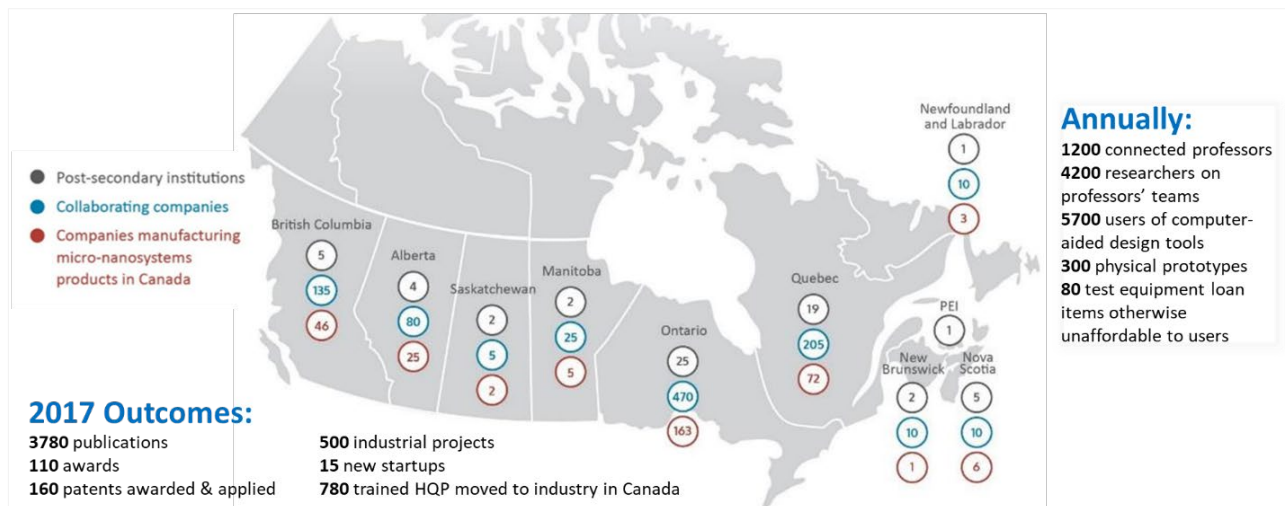 Post-secondary institutions
Collaborating companies
Companies manufacturing
micro-nanosystems
products in Canada
British Columbia
5
135
46
Alberta
4
80
25
Saskatchewan
2
5
2
Manitoba
2
25
5
Ontario
25
470
163
Quebec
19
205
72
Newfoundland
and Labrador
1
10
3
PEI
1
New
Brunswick
2
10
1
Nova
Scotia
5
10
6
Annually:
1200 connected professors
4200 researchers on
professors’ teams
5700 users of computer-
aided design tools
300 physical prototypes
80 test equipment loan
items otherwise
unaffordable to users
2017 Outcomes:
3780 publications
110 awards
160 patents awarded & applied
500 industrial projects
15 new startups
780 trained HQP moved to industry in Canada